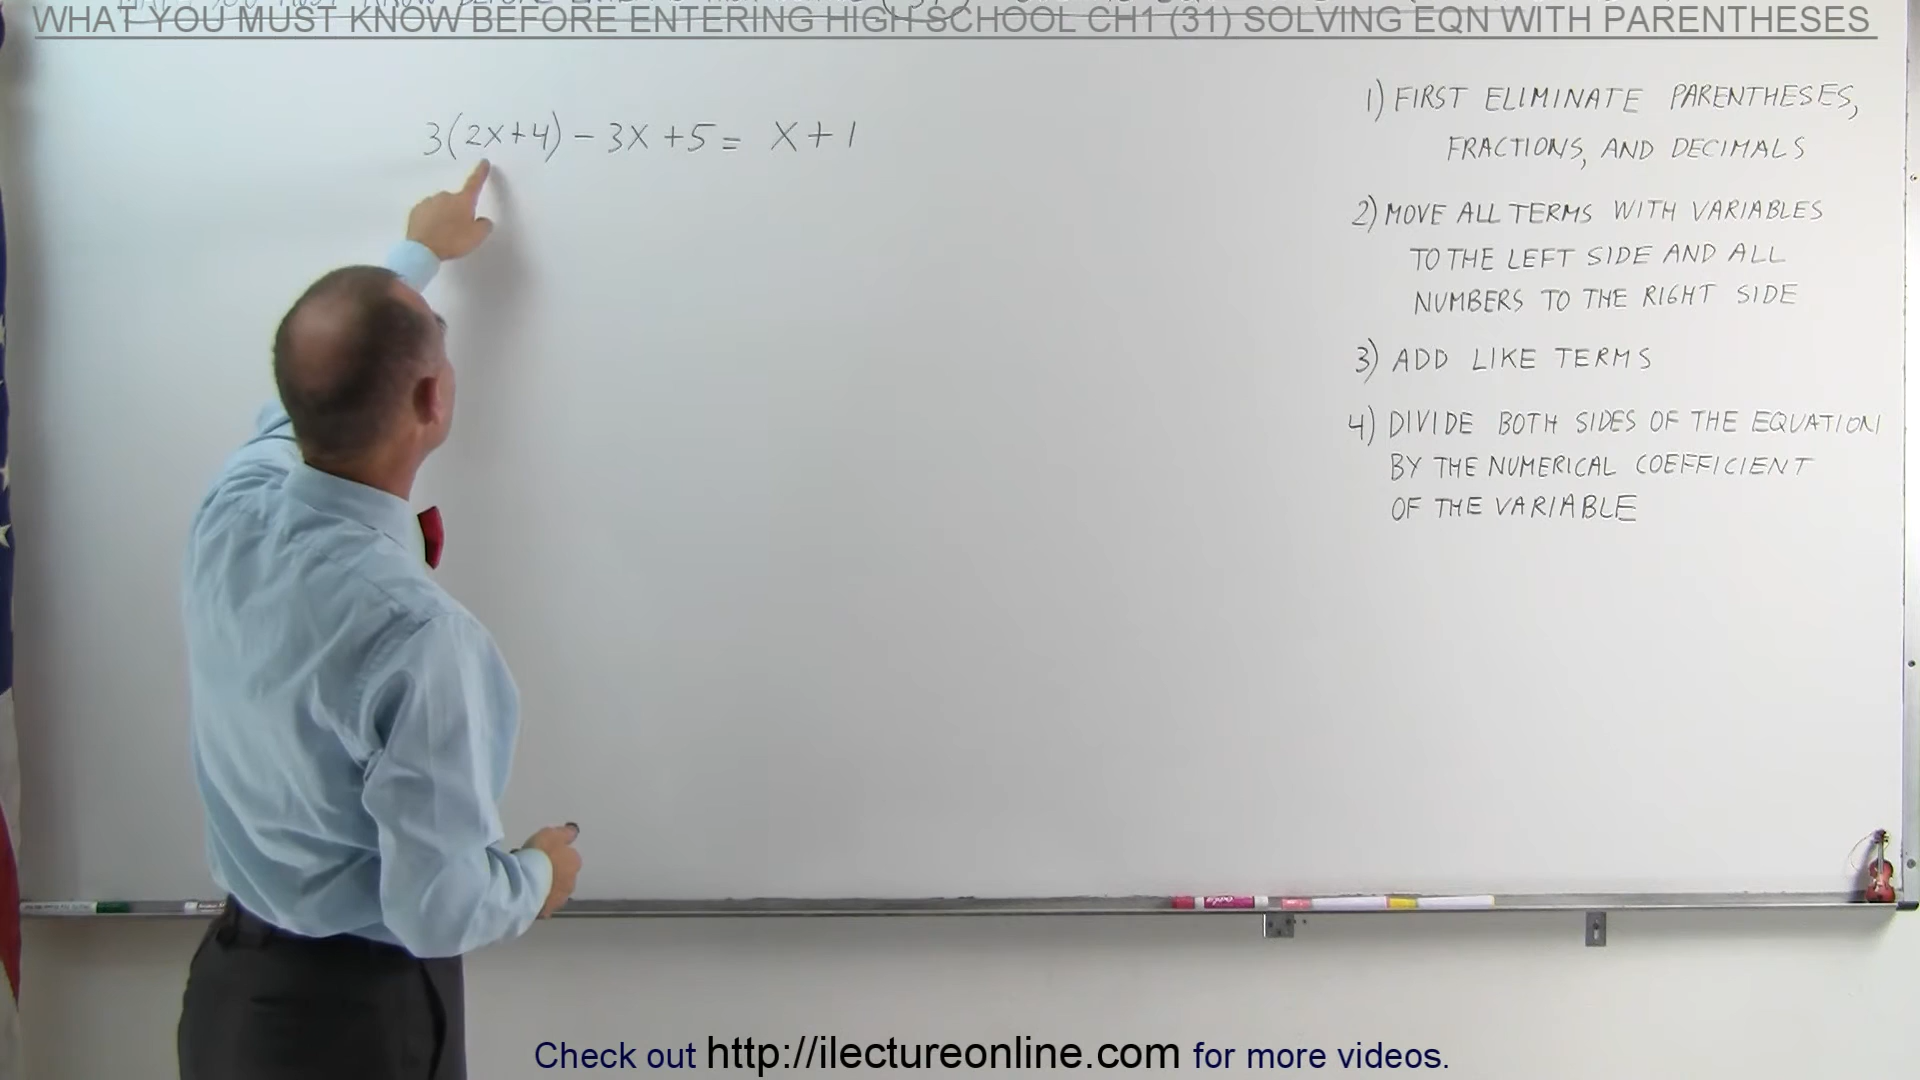 WHAT YOU MUST KNOW BEFORE ENTERING HIGH SCHOOL CH1 (31) SOLVING EQN WITH PARENTHESES
3(2x+4) - 3x + 5 = x + 1
1) FIRST ELIMINATE PARENTHESES,
FRACTIONS, AND DECIMALS
2) MOVE ALL TERMS WITH VARIABLES
TO THE LEFT SIDE AND ALL
NUMBERS TO THE RIGHT SIDE
3) ADD LIKE TERMS
4) DIVIDE BOTH SIDES OF THE EQUATION
BY THE NUMERICAL COEFFICIENT
OF THE VARIABLE
Check out http://ilectureonline.com for more videos.